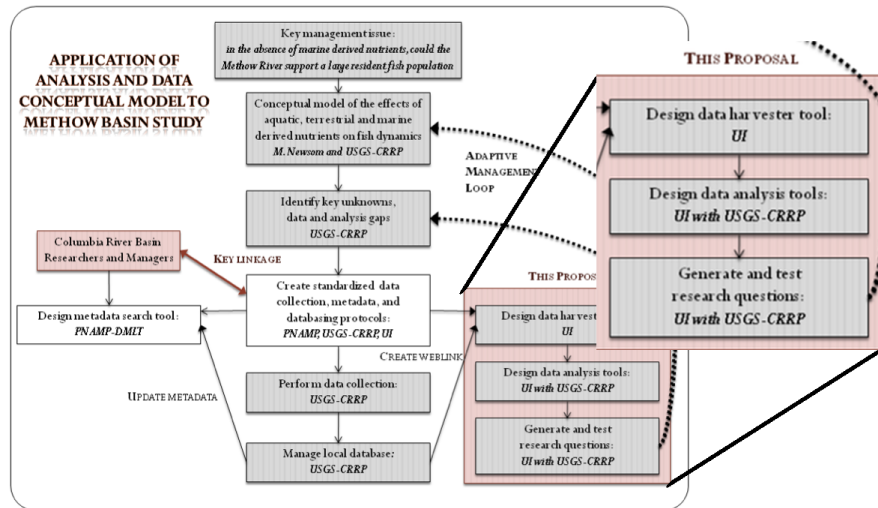 APPLICATION OF
ANALYSIS AND DATA
CONCEPTUAL MODEL TO
METHOW BASIN STUDY
Key management issue:
in the absence of marine derived nutrients, could the
Methow River support a large resident fish population
Conceptual model of the effects of
aquatic, terrestrial and marine
derived nutrients on fish dynamics
M. Newsom and USGS-CRRP
ADAPTIVE
MANAGEMENT
LOOP
Identify key unknowns,
data and analysis gaps
USGS-CRRP
Columbia River Basin
Researchers and Managers
KEY LINKAGE
Create standardized data
collection, metadata, and
databasing protocols:
PNAMP, USGS-CRRP, UI
Design metadata search tool:
PNAMP-DMLT
CREATE WEBLINK
UPDATE METADATA
Perform data collection:
USGS-CRRP
Manage local database:
USGS-CRRP
THIS PROPO
Design data harves
UI
Design data analysis tools:
UI with USGS-CRRP
Generate and test
research questions:
UI with USGS-CRRP
THIS PROPOSAL
Design data harvester tool:
UI
Design data analysis tools:
UI with USGS-CRRP
Generate and test
research questions:
UI with USGS-CRRP